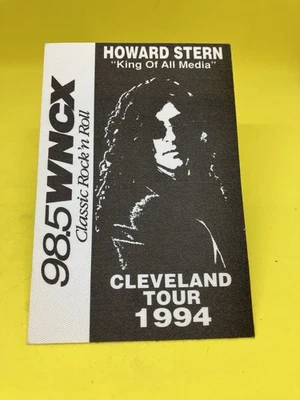 HOWARD STERN
"King Of All Media"
98.5 WNCX
Classic Rock 'n Roll
CLEVELAND
TOUR
1994